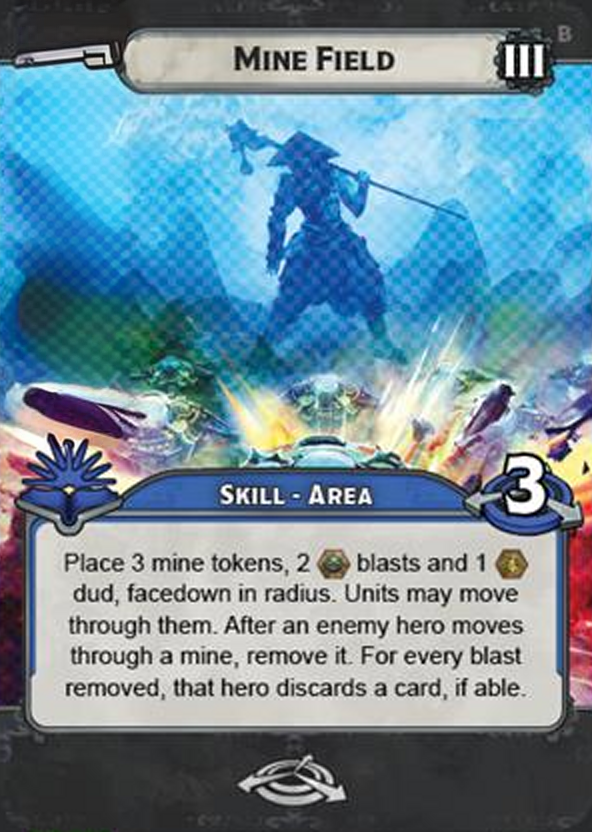 B
MINE FIELD
III
SKILL - AREA
3
Place 3 mine tokens, 2 blasts and 1
dud, facedown in radius. Units may move
through them. After an enemy hero moves
through a mine, remove it. For every blast
removed, that hero discards a card, if able.